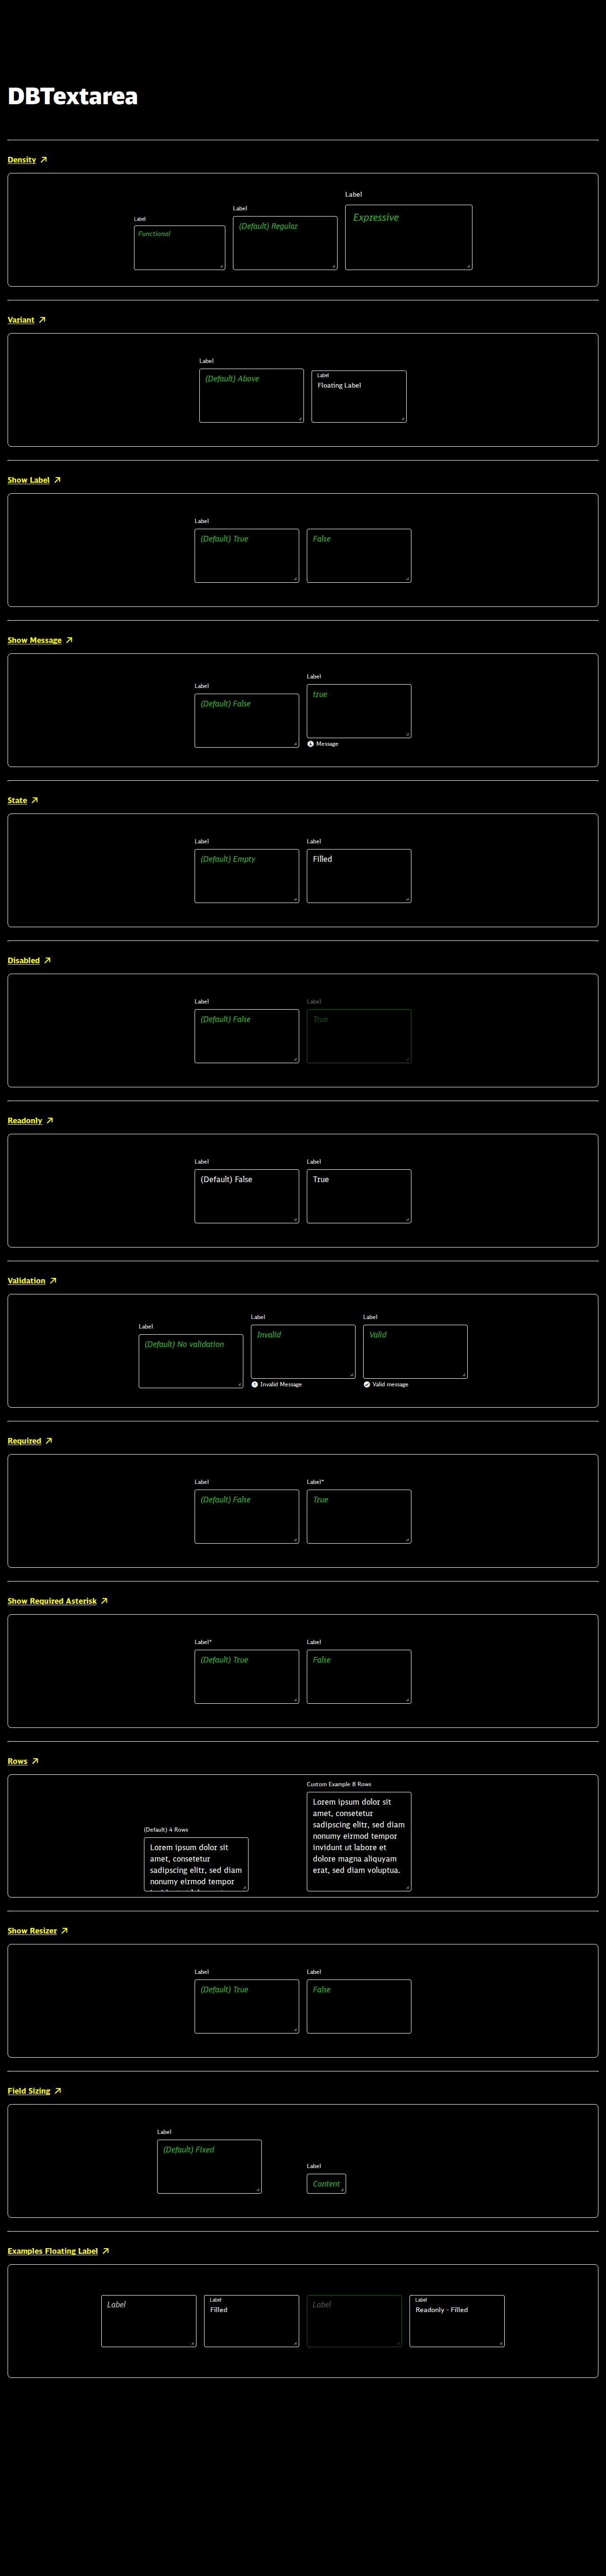 DBTextarea
Density
Label
Functional
Label
(Default) Regular
Label
Expressive
Variant
Label
(Default) Above
Label
Floating Label
Show Label
Label
(Default) True
False
Show Message
Label
(Default) False
Label
true
Message
State
Label
(Default) Empty
Label
Filled
Disabled
Label
(Default) False
Label
True
Readonly
Label
(Default) False
Label
True
Validation
Label
(Default) No validation
Label
Invalid
Invalid Message
Label
Valid
Valid message
Required
Label
(Default) False
Label*
True
Show Required Asterisk
Label*
(Default) True
Label
False
Rows
(Default) 4 Rows
Lorem ipsum dolor sit
amet, consetetur
sadipscing elitr, sed diam
nonumy eirmod tempor
Custom Example 8 Rows
Lorem ipsum dolor sit
amet, consetetur
sadipscing elitr, sed diam
nonumy eirmod tempor
invidunt ut labore et
dolore magna aliquyam
erat, sed diam voluptua.
Show Resizer
Label
(Default) True
Label
False
Field Sizing
Label
(Default) Fixed
Label
Content
Examples Floating Label
Label
Label
Filled
Label
Label
Readonly - Filled